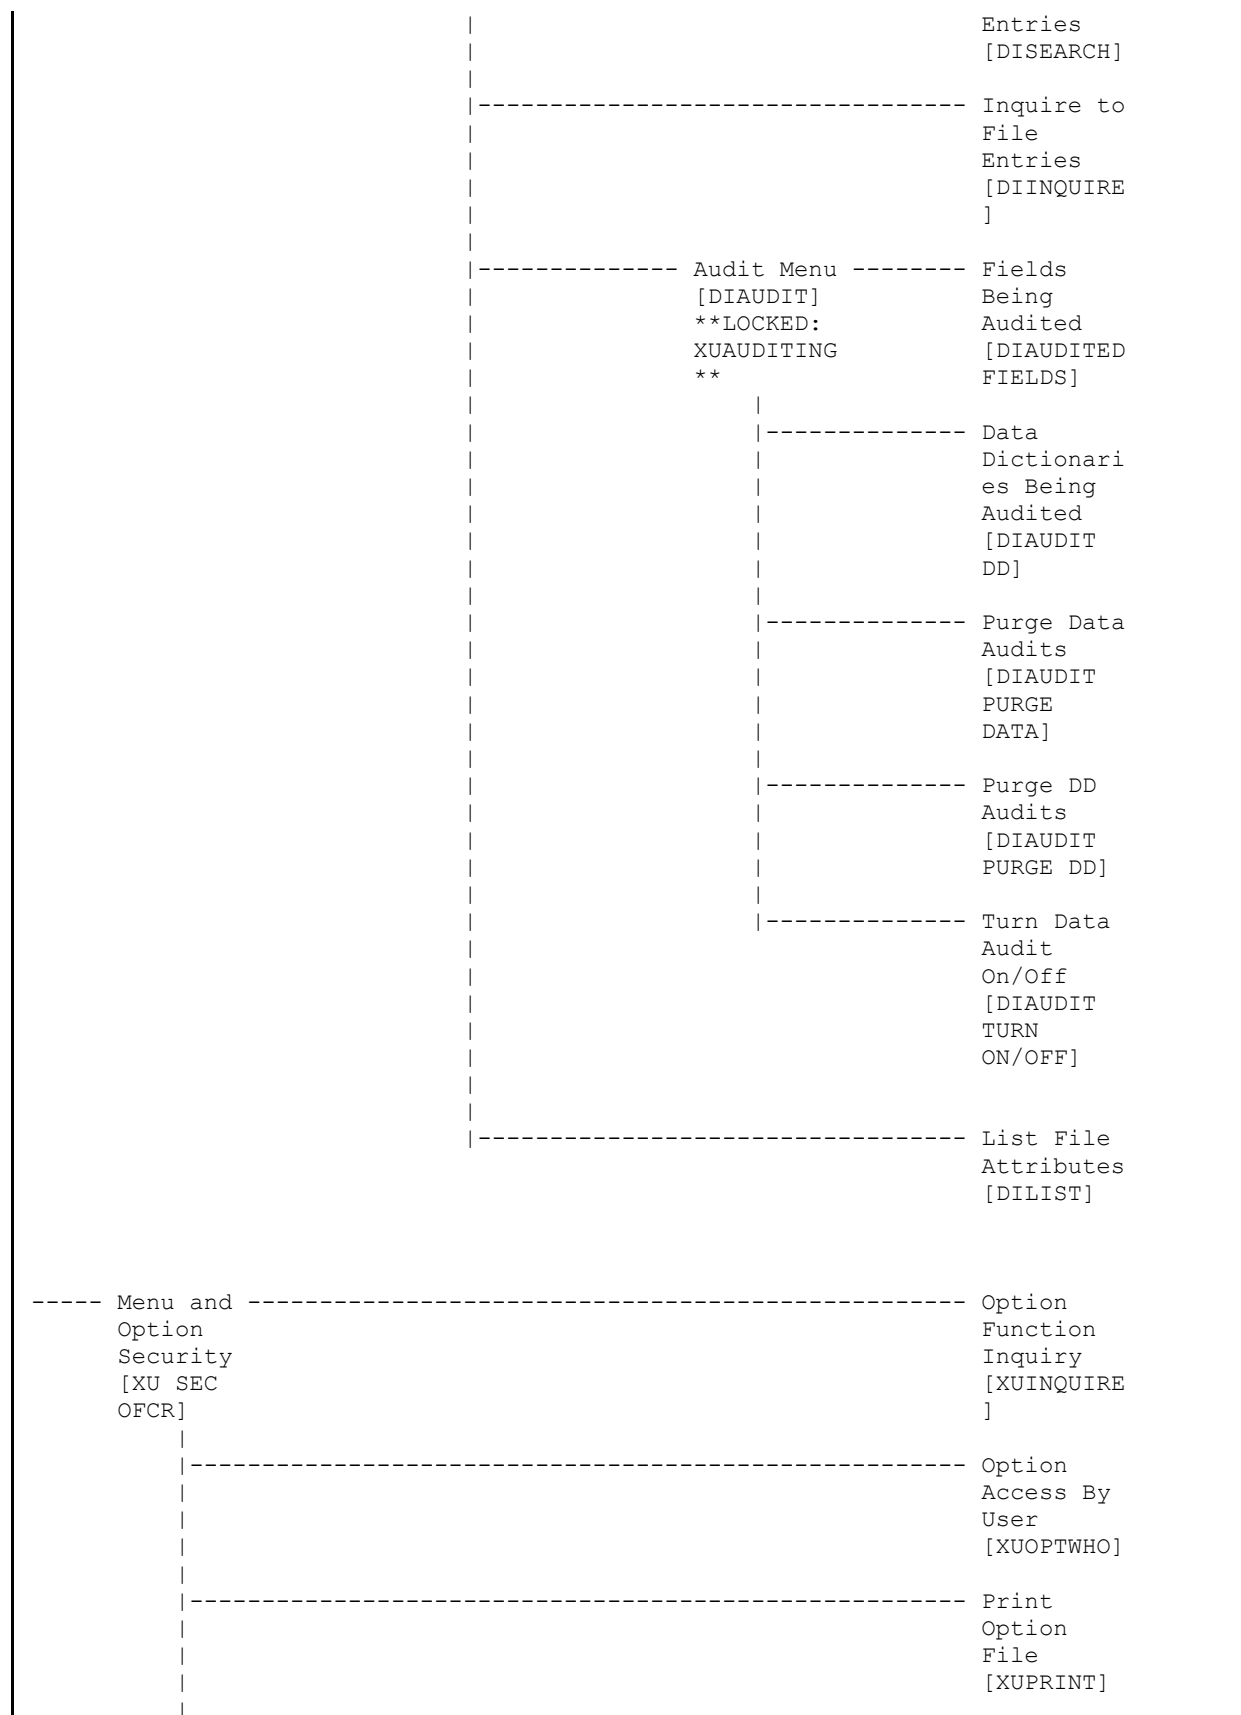 |                                  Entries
|                                  [DISEARCH]
|
|---------------------------------- Inquire to
|                                  File
|                                  Entries
|                                  [DIINQUIRE
|                                  ]
|
|-------------- Audit Menu -------- Fields
|              [DIAUDIT]           Being
|              **LOCKED:           Audited
|              XUAUDITING          [DIAUDITED
|              **                  FIELDS]
|                   |
|                   |-------------- Data
|                   |              Dictionari
|                   |              es Being
|                   |              Audited
|                   |              [DIAUDIT
|                   |              DD]
|                   |
|                   |-------------- Purge Data
|                   |              Audits
|                   |              [DIAUDIT
|                   |              PURGE
|                   |              DATA]
|                   |
|                   |-------------- Purge DD
|                   |              Audits
|                   |              [DIAUDIT
|                   |              PURGE DD]
|                   |
|                   |-------------- Turn Data
|                                  Audit
|                                  On/Off
|                                  [DIAUDIT
|                                  TURN
|                                  ON/OFF]
|
|
|---------------------------------- List File
                                   Attributes
                                   [DILIST]
----- Menu and -------------------------------------------------- Option
      Option                                                      Function
      Security                                                    Inquiry
      [XU SEC                                                     [XUINQUIRE
      OFCR]                                                       ]
          |
          |------------------------------------------------------ Option
          |                                                       Access By
          |                                                       User
          |                                                       [XUOPTWHO]
          |
          |------------------------------------------------------ Print
          |                                                       Option
          |                                                       File
          |                                                       [XUPRINT]
          |